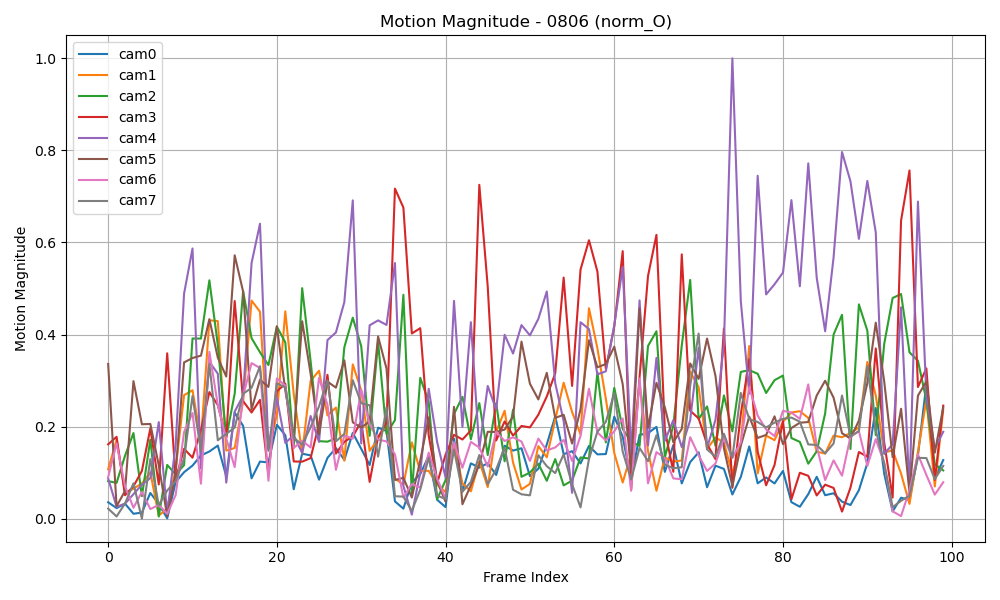 Motion Magnitude - 0806 (norm_O)
cam0
cam1
cam2
cam3
cam4
cam5
cam6
cam7
Motion Magnitude
1.0
0.8
0.6
0.4
0.2
0.0
0
20
40
60
80
100
Frame Index